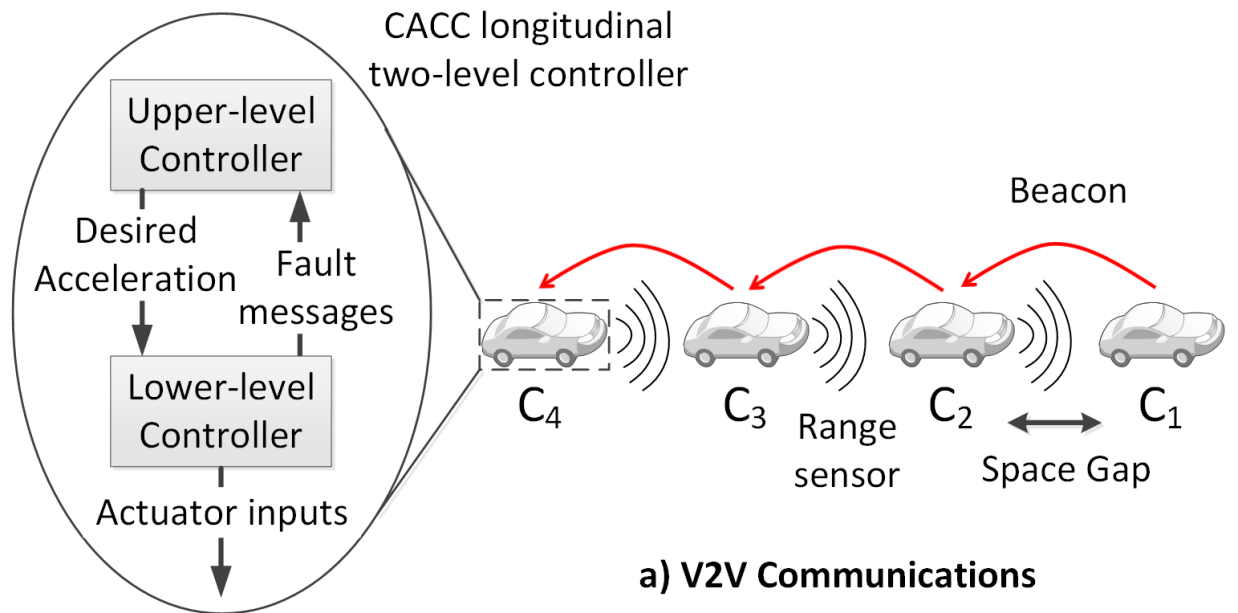 CACC longitudinal
two-level controller
Upper-level
Controller
Desired
Acceleration
Fault
messages
Lower-level
Controller
Actuator inputs
Beacon
C4
C3
C2
C1
Range
sensor
Space Gap
a) V2V Communications